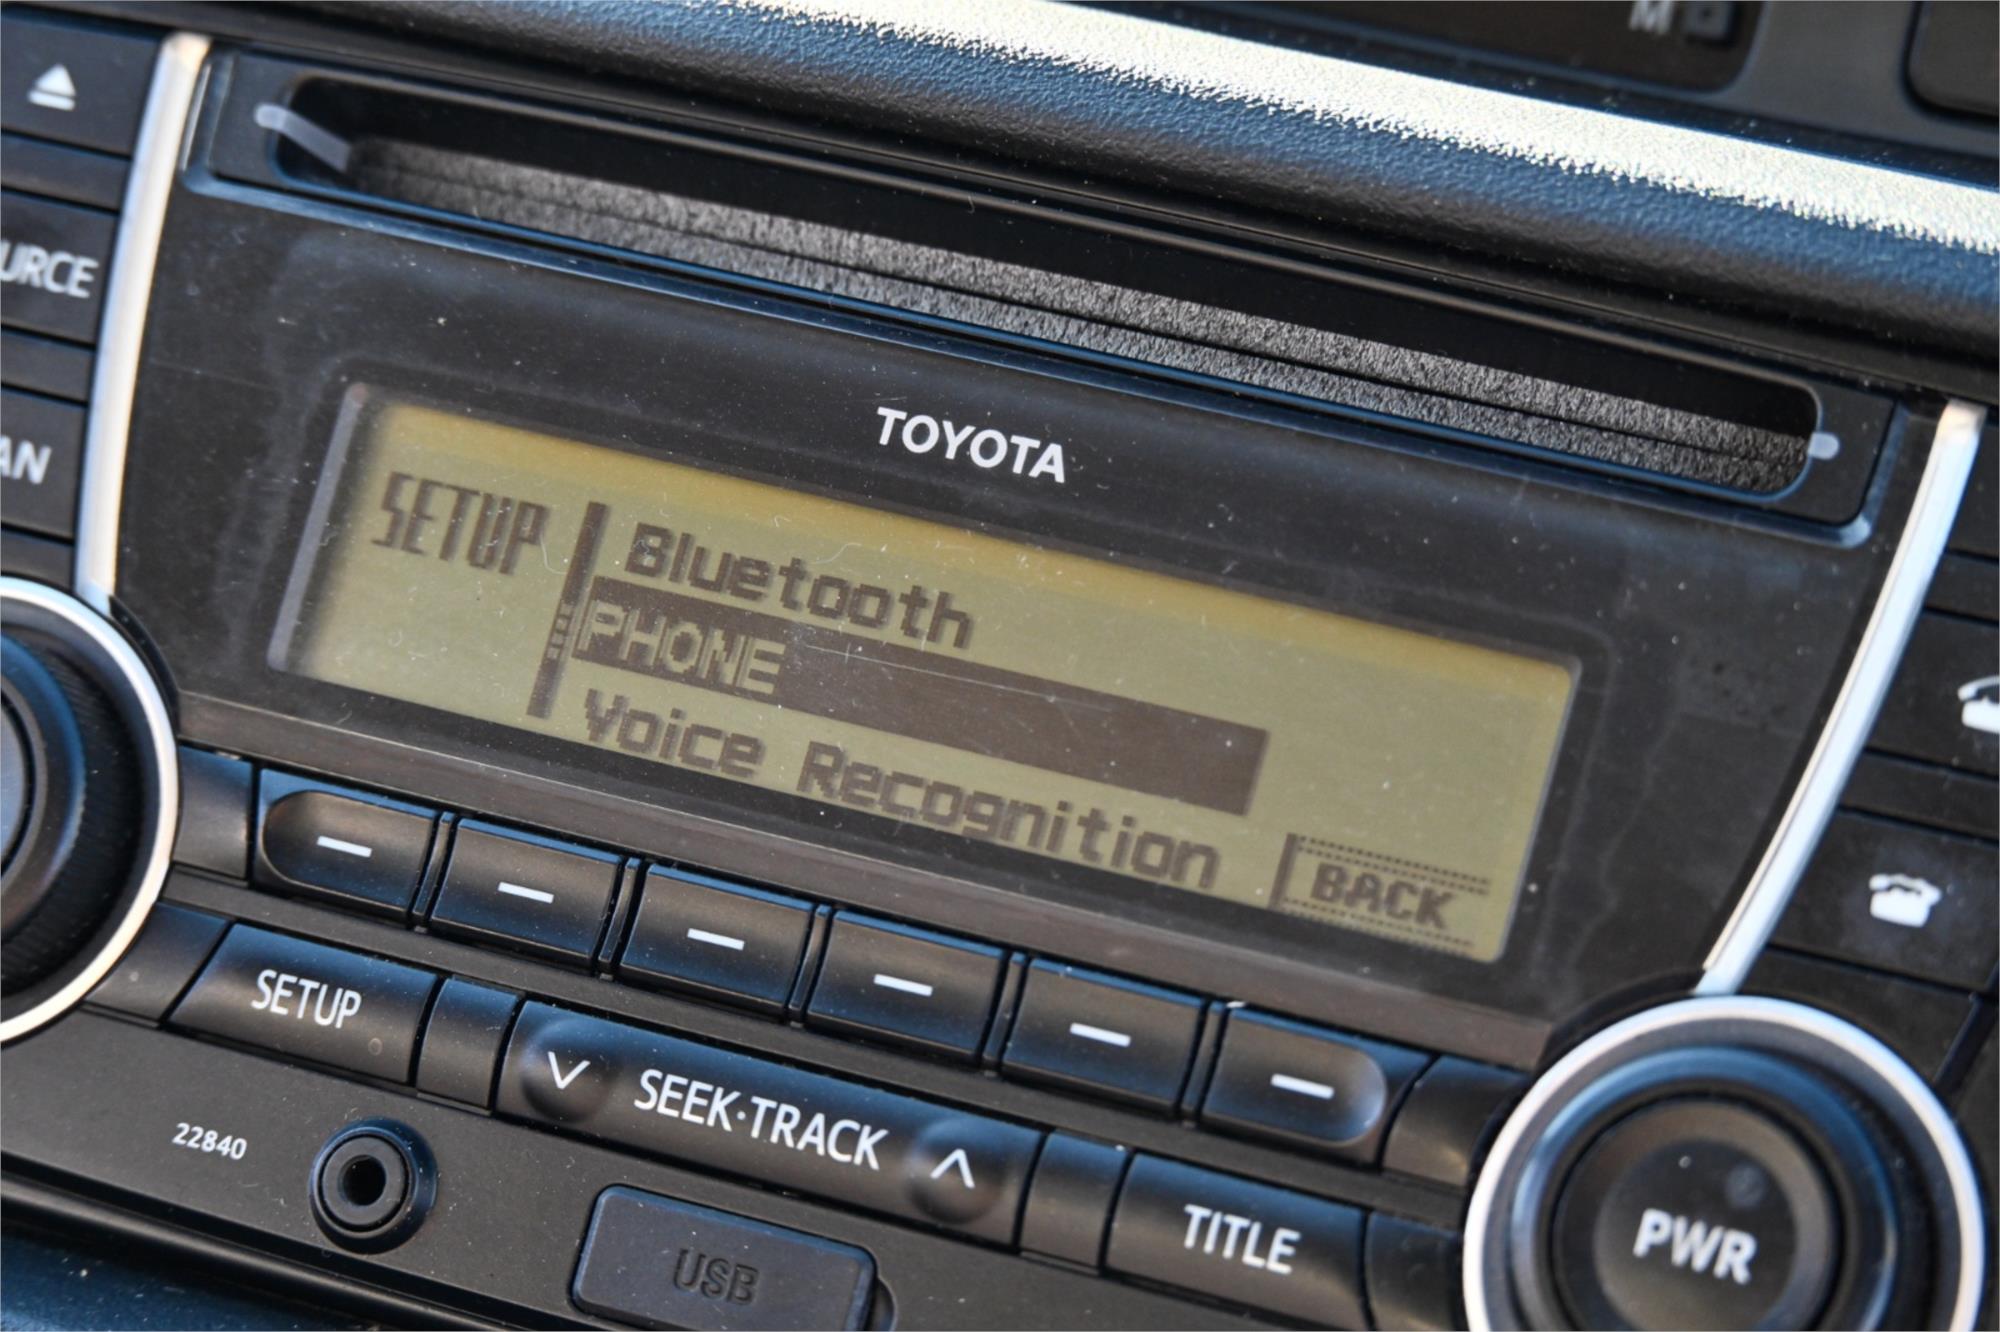 M
URCE
AN
TOYOTA
SETUP
Bluetooth
PHONE
Voice Recognition
BACK
SETUP
SEEK·TRACK
TITLE
22840
USB
PWR